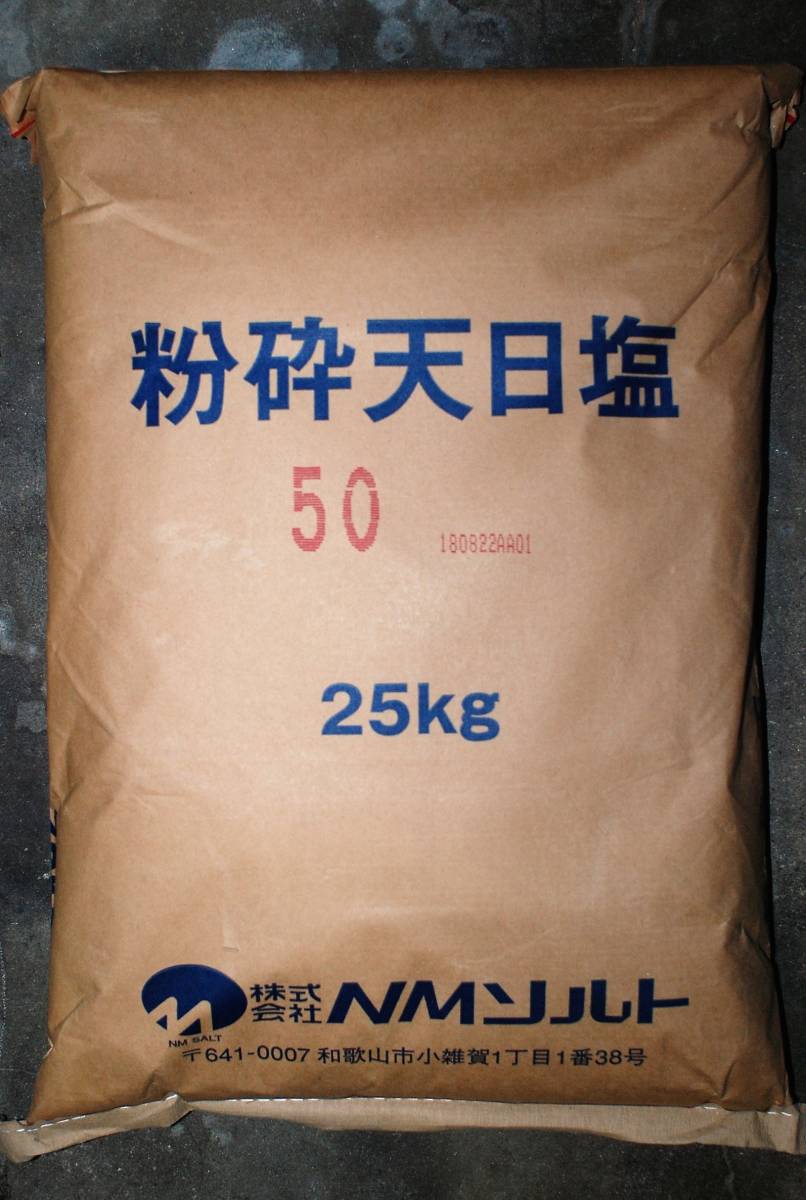 粉砕天日塩
50 180822AA01
25kg
株式会社 NMソルト
NM SALT
〒641-0007 和歌山市小雑賀1丁目1番38号